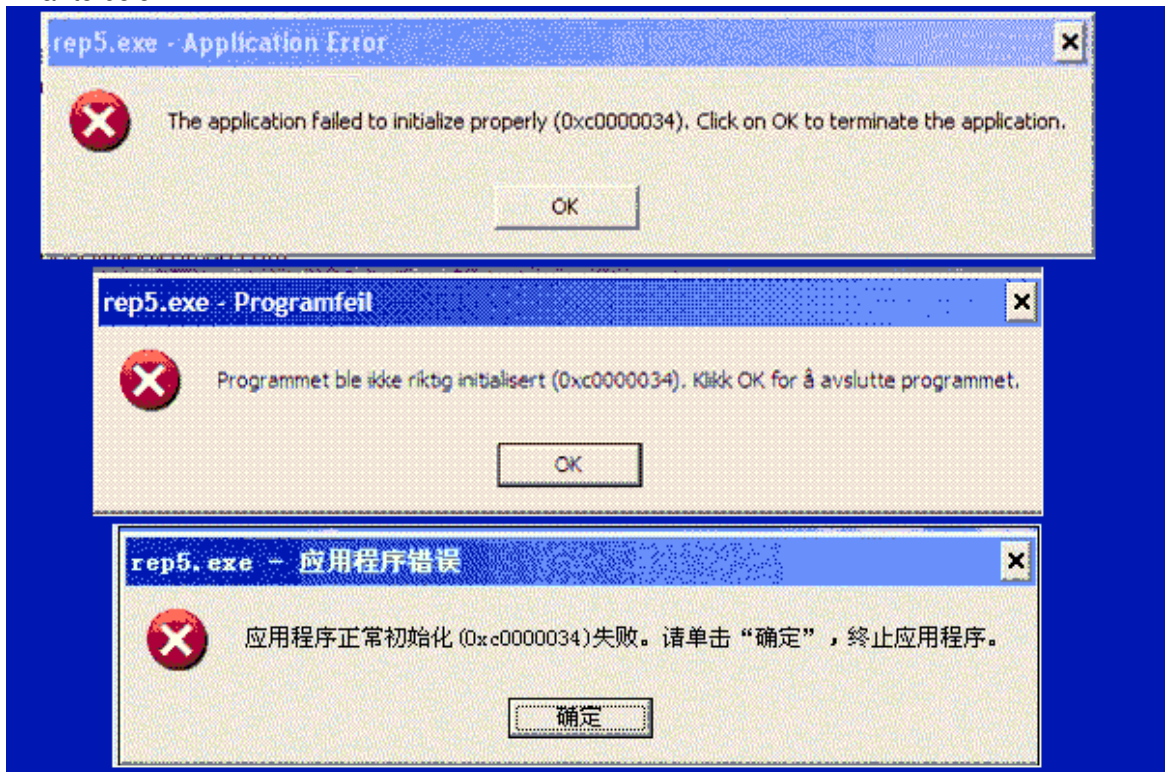 rep5.exe - Application Error
The application failed to initialize properly (0xc0000034). Click on OK to terminate the application.
OK
rep5.exe - Programfeil
Programmet ble ikke riktig initialisert (0xc0000034). Klikk OK for å avslutte programmet.
OK
rep5.exe - 应用程序错误
应用程序正常初始化 (0xc0000034)失败。请单击“确定”，终止应用程序。
确定